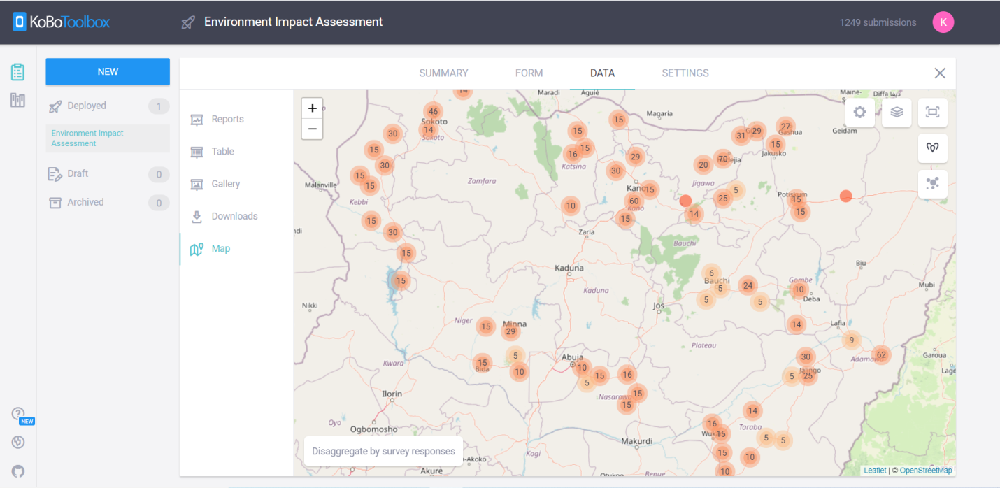 KoBoToolbox
Environment Impact Assessment
1249 submissions
K
NEW
Deployed
1
Environment Impact
Assessment
Draft
0
Archived
0
NEW
SUMMARY
FORM
DATA
SETTINGS
Reports
Table
Gallery
Downloads
Map
+
−
14
Maradi
Aguié
Maine-
Diffa
46
Sokoto
14
Sokoto
30
15
30
15
15
Malanville
Kebbi
Zamfara
15
Magaria
15
15
16
Katsina
29
30
31
29
27
Gashua
Geidam
15
Jakusko
20
70
Jigawa
Kano
15
60
Kano
15
10
Zaria
5
25
14
Potiskum
15
15
15
30
15
15
Kaduna
Kaduna
Bauchi
6
Bauchi
5
5
24
5
Gombe
10
Deba
Biu
Mubi
Nikki
Jos
Niger
15
Minna
29
14
Lafia
9
Plateau
62
Adamawa
Garoua
15
Bida
5
10
Kwara
Abuja
10
15
5
16
30
Jalingo
5
25
Nasarawa
15
15
Ilorin
Oyo
Ogbomosho
14
16
15
Taraba
5
5
15
10
10
Makurdi
Kogi
Benue
Akure
Disaggregate by survey responses
Leaflet | © OpenStreetMap